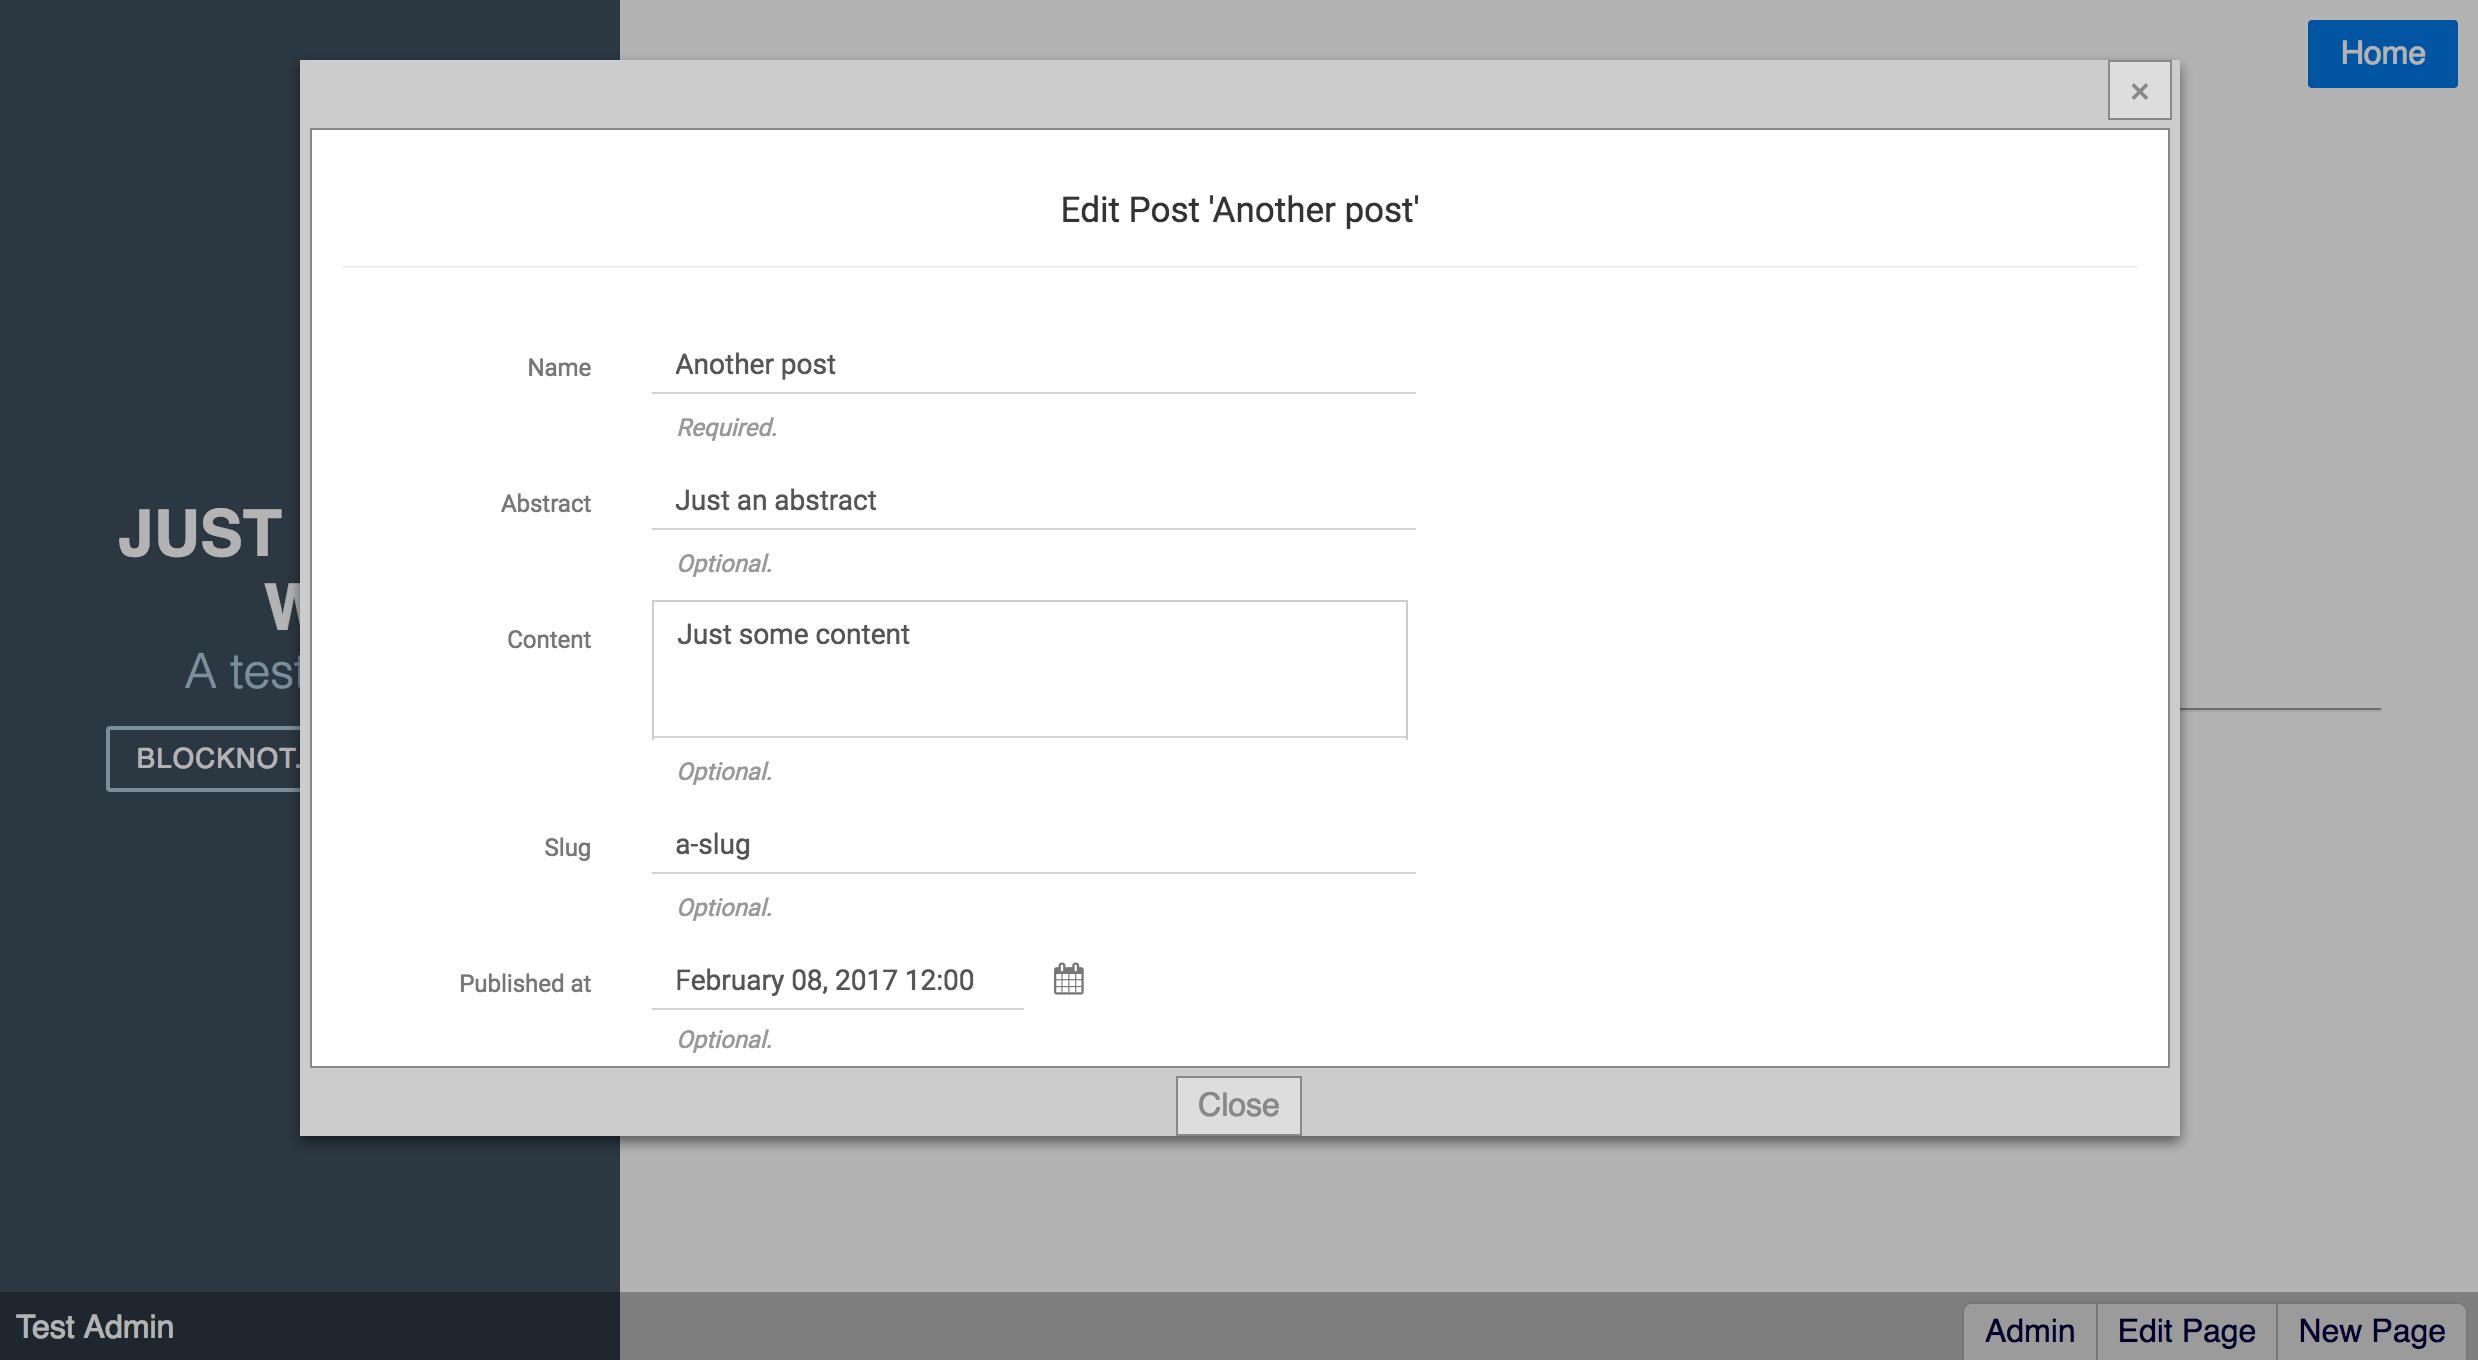 Home
×
Edit Post 'Another post'
Name
Another post
Required.
Abstract
Just an abstract
Optional.
Content
Just some content
Optional.
Slug
a-slug
Optional.
Published at
February 08, 2017 12:00
Optional.
Close
JUST
A test
BLOCKNOT.
Test Admin
Admin
Edit Page
New Page